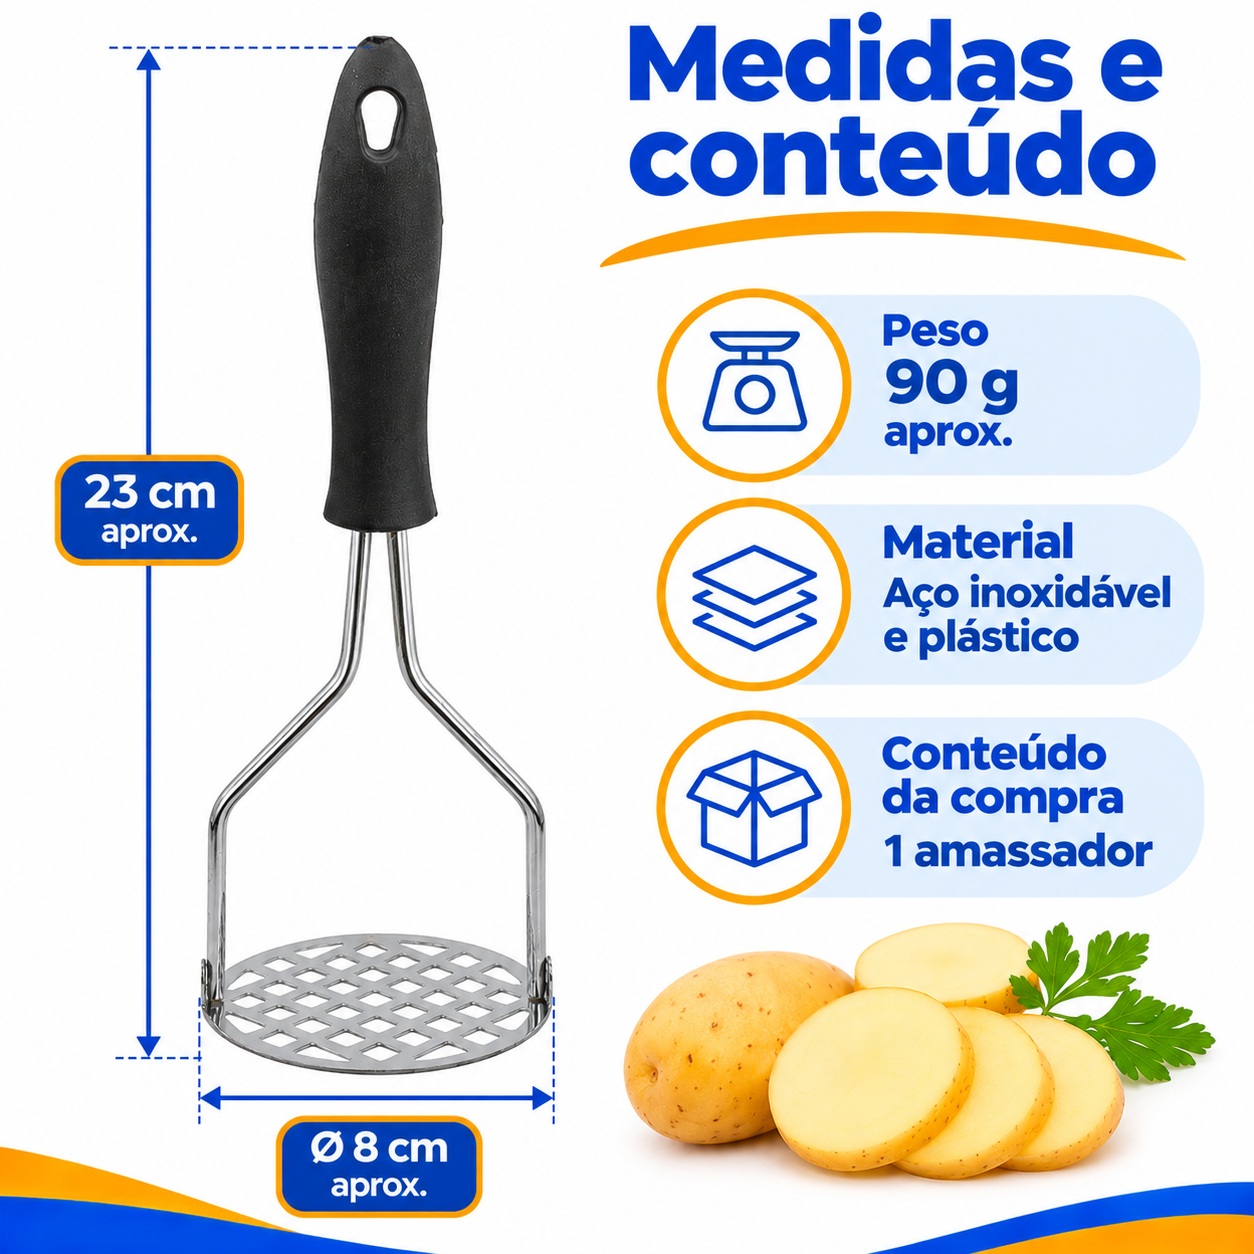 Medidas e
conteúdo
Peso
90 g
aprox.
23 cm
aprox.
Material
Aço inoxidável
e plástico
Conteúdo
da compra
1 amassador
Ø 8 cm
aprox.